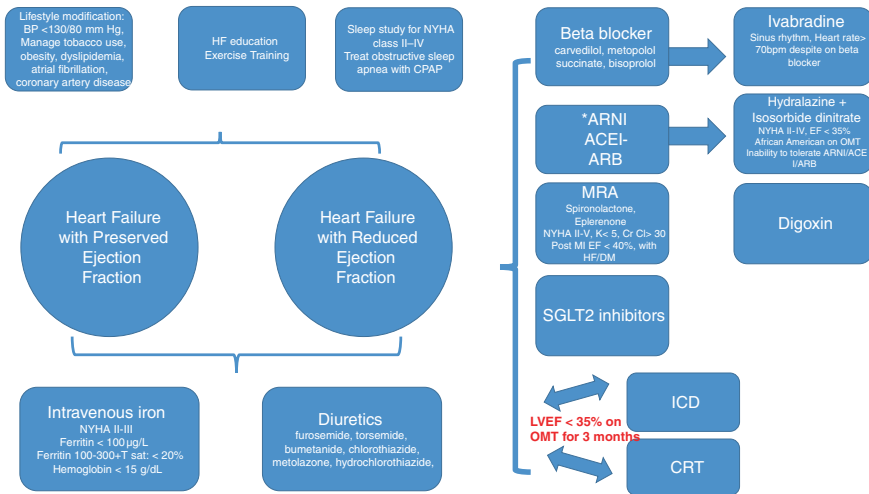 Lifestyle modification:
BP <130/80 mm Hg,
Manage tobacco use,
obesity, dyslipidemia,
atrial fibrillation,
coronary artery disease
HF education
Exercise Training
Sleep study for NYHA
class II–IV
Treat obstructive sleep
apnea with CPAP
Heart Failure
with Preserved
Ejection
Fraction
Heart Failure
with Reduced
Ejection
Fraction
Intravenous iron
NYHA II-III
Ferritin < 100 µg/L
Ferritin 100-300+T sat: < 20%
Hemoglobin < 15 g/dL
Diuretics
furosemide, torsemide,
bumetanide, chlorothiazide,
metolazone, hydrochlorothiazide,
Beta blocker
carvedilol, metopolol
succinate, bisoprolol
Ivabradine
Sinus rhythm, Heart rate>
70bpm despite on beta
blocker
*ARNI
ACEI-
ARB
Hydralazine +
Isosorbide dinitrate
NYHA II-IV, EF < 35%
African American on OMT
Inability to tolerate ARNI/ACE
I/ARB
MRA
Spironolactone,
Eplerenone
NYHA II-V, K< 5, Cr Cl> 30
Post MI EF < 40%, with
HF/DM
Digoxin
SGLT2 inhibitors
LVEF < 35% on
OMT for 3 months
ICD
CRT